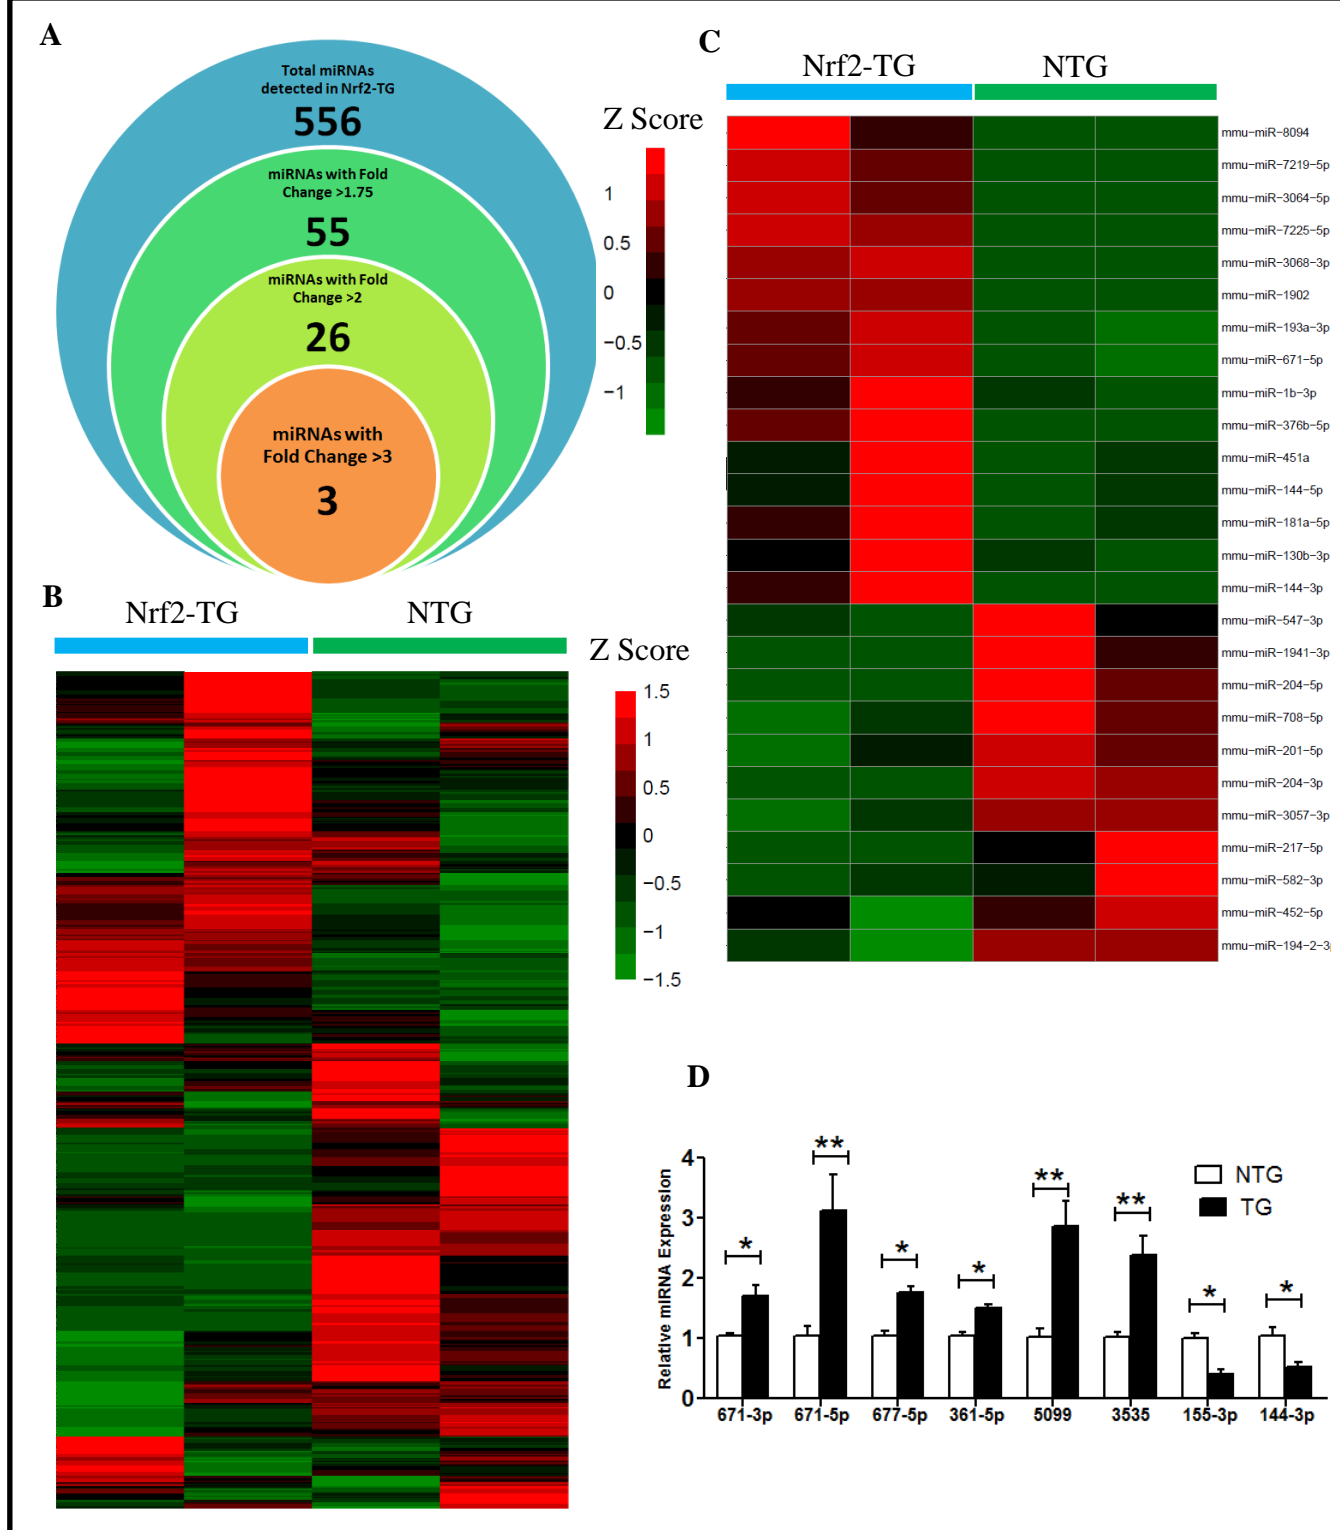 A
Total miRNAs
detected in Nrf2-TG
556
miRNAs with Fold
Change >1.75
55
miRNAs with Fold
Change >2
26
miRNAs with
Fold Change >3
3
Z Score
1
0.5
0
−0.5
−1
C
Nrf2-TG NTG
mmu−miR−8094
mmu−miR−7219−5p
mmu−miR−3064−5p
mmu−miR−7225−5p
mmu−miR−3068−3p
mmu−miR−1902
mmu−miR−193a−3p
mmu−miR−671−5p
mmu−miR−1b−3p
mmu−miR−376b−5p
mmu−miR−451a
mmu−miR−144−5p
mmu−miR−181a−5p
mmu−miR−130b−3p
mmu−miR−144−3p
mmu−miR−547−3p
mmu−miR−1941−3p
mmu−miR−204−5p
mmu−miR−708−5p
mmu−miR−201−5p
mmu−miR−204−3p
mmu−miR−3057−3p
mmu−miR−217−5p
mmu−miR−582−3p
mmu−miR−452−5p
mmu−miR−194−2−3
B
Nrf2-TG NTG
Z Score
1.5
1
0.5
0
−0.5
−1
−1.5
D
Relative miRNA Expression
4
3
2
1
0
* ** * * ** ** * *
NTG
TG
671-3p 671-5p 677-5p 361-5p 5099 3535 155-3p 144-3p